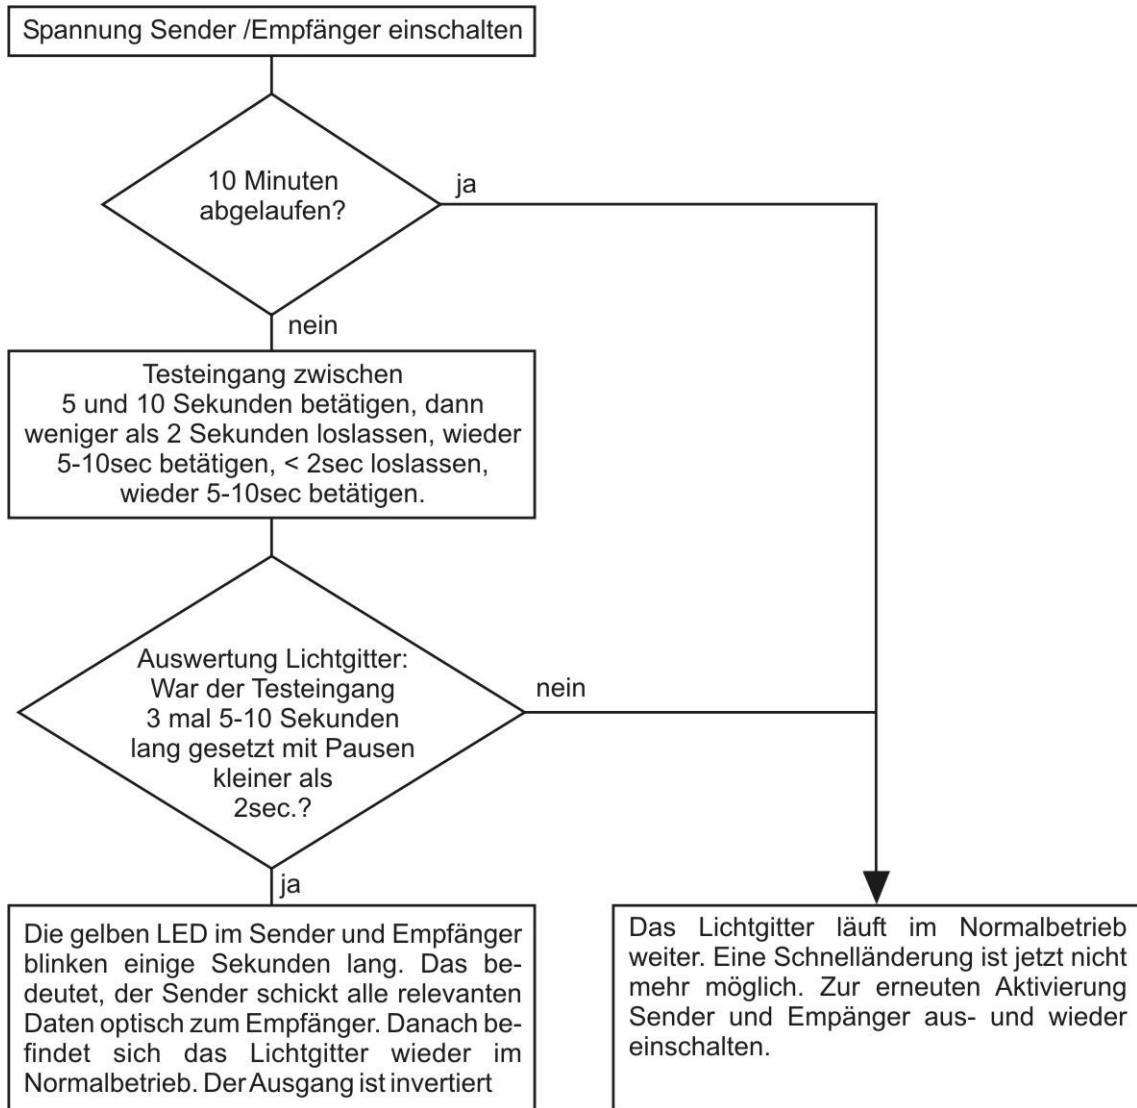 Spannung Sender /Empfänger einschalten
10 Minuten
abgelaufen?
ja
nein
Testeingang zwischen
5 und 10 Sekunden betätigen, dann
weniger als 2 Sekunden loslassen, wieder
5-10sec betätigen, < 2sec loslassen,
wieder 5-10sec betätigen.
Auswertung Lichtgitter:
War der Testeingang
3 mal 5-10 Sekunden
lang gesetzt mit Pausen
kleiner als
2sec.?
nein
ja
Die gelben LED im Sender und Empfänger
blinken einige Sekunden lang. Das be-
deutet, der Sender schickt alle relevanten
Daten optisch zum Empfänger. Danach be-
findet sich das Lichtgitter wieder im
Normalbetrieb. Der Ausgang ist invertiert
Das Lichtgitter läuft im Normalbetrieb
weiter. Eine Schnelländerung ist jetzt nicht
mehr möglich. Zur erneuten Aktivierung
Sender und Empänger aus- und wieder
einschalten.